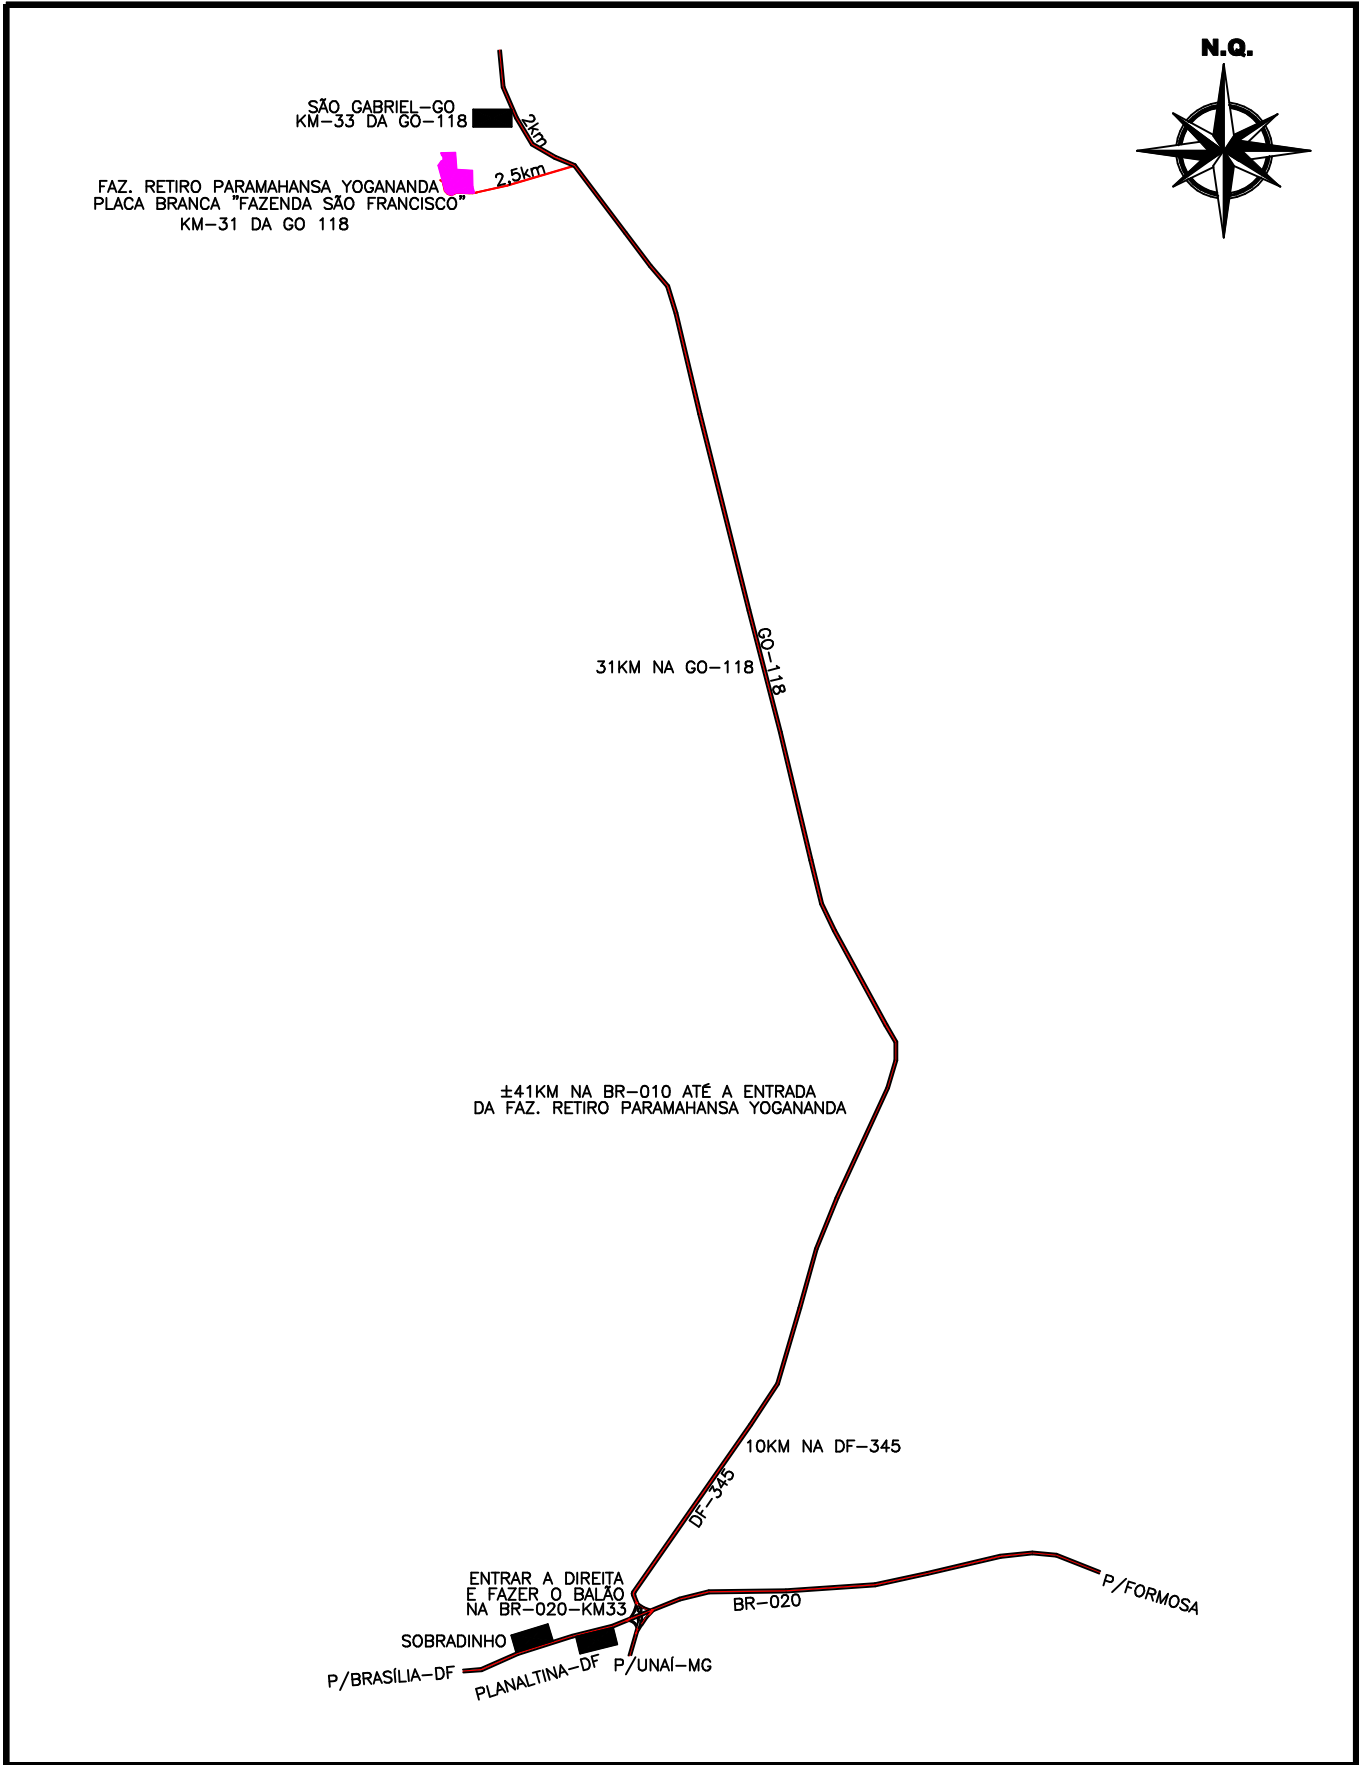 N.Q.
SÃO GABRIEL-GO
KM-33 DA GO-118
2km
2,5km
FAZ. RETIRO PARAMAHANSA YOGANANDA
PLACA BRANCA "FAZENDA SÃO FRANCISCO"
KM-31 DA GO 118
GO-118
31KM NA GO-118
±41KM NA BR-010 ATÉ A ENTRADA
DA FAZ. RETIRO PARAMAHANSA YOGANANDA
10KM NA DF-345
DF-345
ENTRAR A DIREITA
E FAZER O BALÃO
NA BR-020-KM33
BR-020
P/FORMOSA
SOBRADINHO
P/BRASÍLIA-DF
PLANALTINA-DF
P/UNAÍ-MG